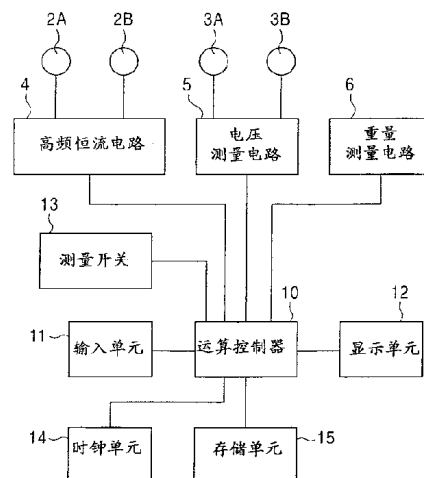 2A
2B
3A
3B
4
5
6
高频恒流电路
电压
测量电路
重量
测量电路
13
测量开关
10
12
11
输入单元
运算控制器
显示单元
14
时钟单元
存储单元
15